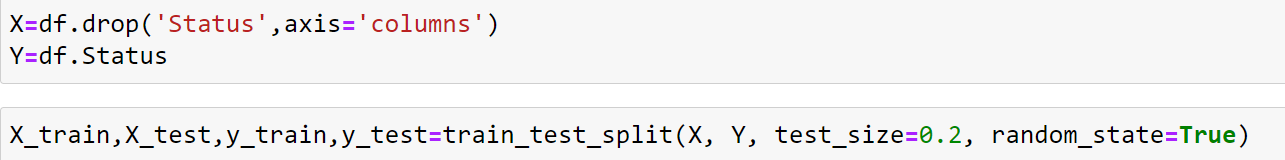 X=df.drop('Status',axis='columns')
Y=df.Status
X_train,X_test,y_train,y_test=train_test_split(X, Y, test_size=0.2, random_state=True)